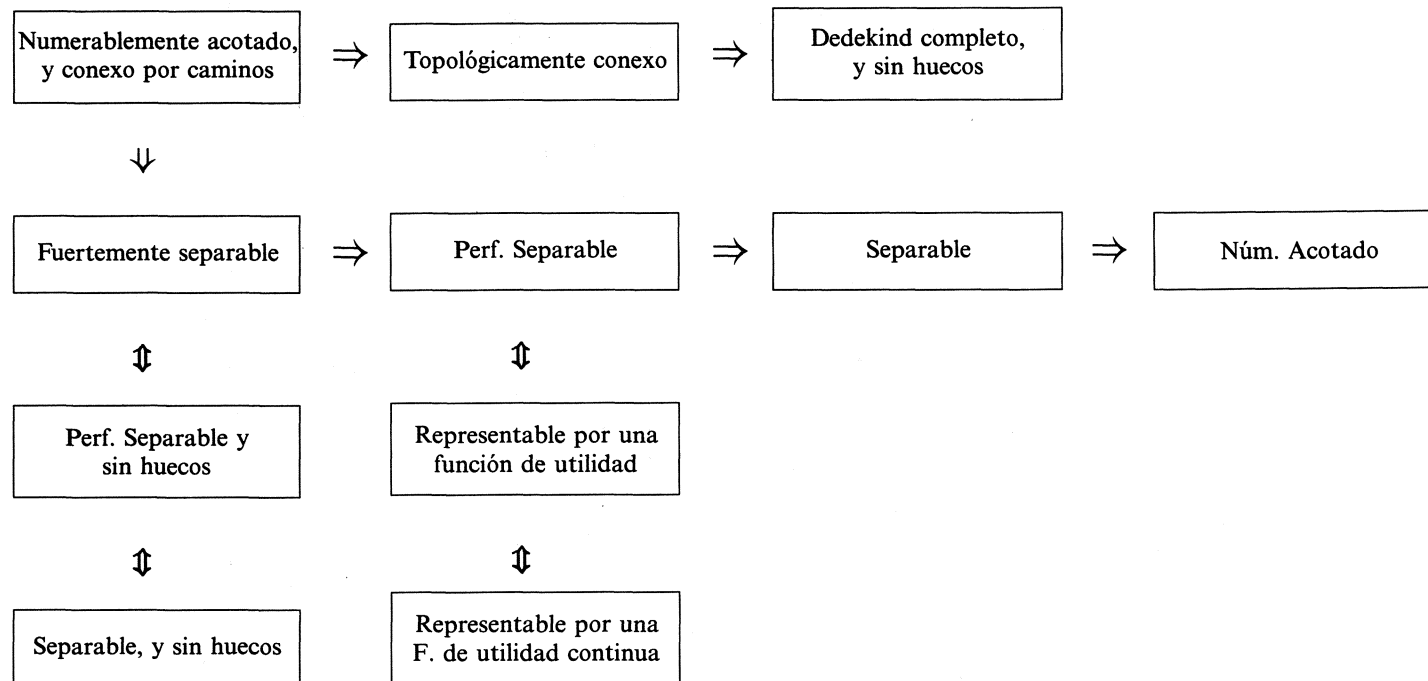 Numerablemente acotado,
y conexo por caminos
⇒
Topológicamente conexo
⇒
Dedekind completo,
y sin huecos
⇓
Fuertemente separable
⇒
Perf. Separable
⇒
Separable
⇒
Núm. Acotado
⇕
⇕
Perf. Separable y
sin huecos
Representable por una
función de utilidad
⇕
⇕
Separable, y sin huecos
Representable por una
F. de utilidad continua